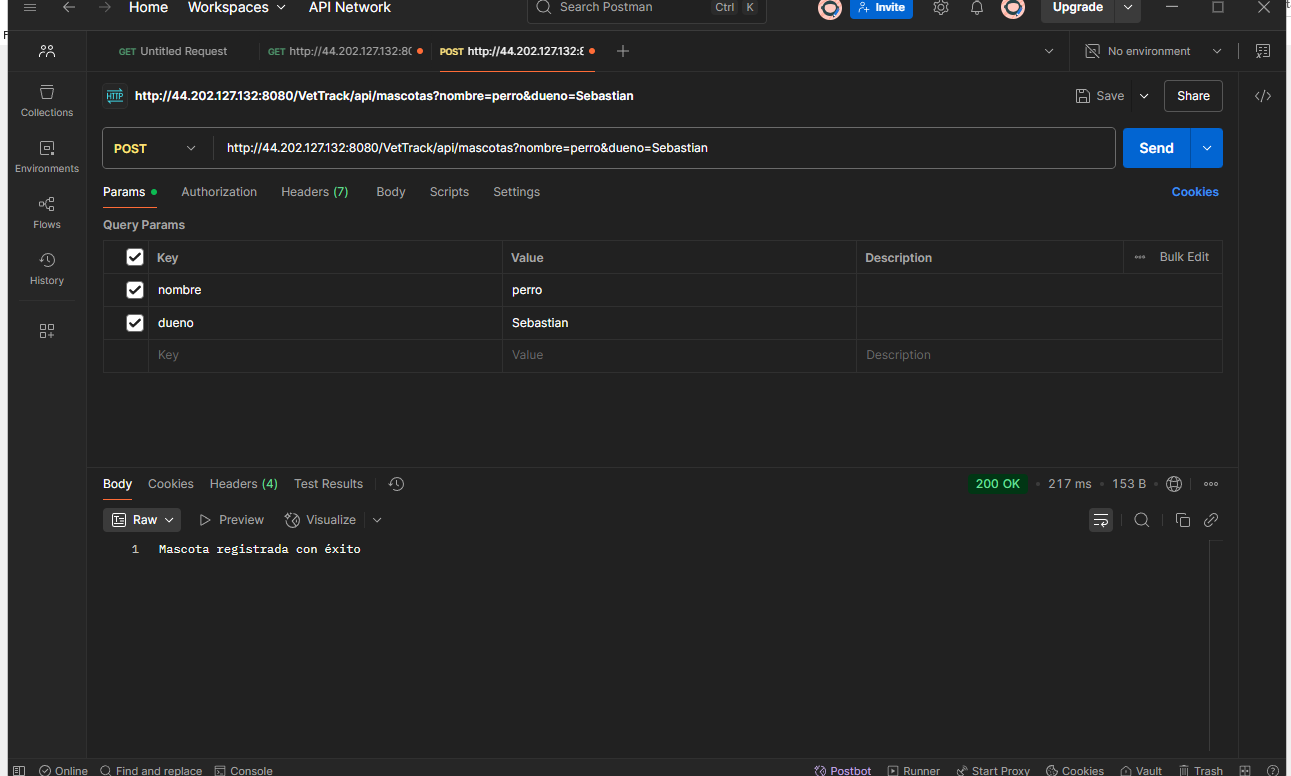 Home Workspaces API Network Search Postman Ctrl K Invite Upgrade
GET Untitled Request GET http://44.202.127.132:80 POST http://44.202.127.132:8 No environment
HTTP http://44.202.127.132:8080/VetTrack/api/mascotas?nombre=perro&dueno=Sebastian Save Share
Collections
POST http://44.202.127.132:8080/VetTrack/api/mascotas?nombre=perro&dueno=Sebastian Send
Environments
Params Authorization Headers (7) Body Scripts Settings Cookies
Flows
Query Params
Key Value Description Bulk Edit
History
nombre perro
dueno Sebastian
Key Value Description
Body Cookies Headers (4) Test Results 200 OK 217 ms 153 B
Raw Preview Visualize
1 Mascota registrada con éxito
Online Find and replace Console Postbot Runner Start Proxy Cookies Vault Trash